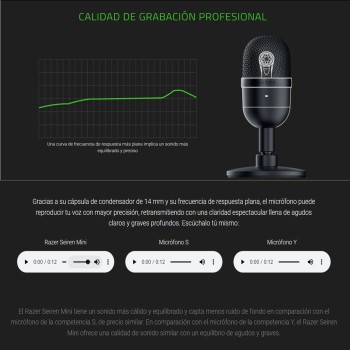 CALIDAD DE GRABACIÓN PROFESIONAL
Una curva de frecuencia de respuesta más plana implica un sonido más
equilibrado y preciso
Gracias a su cápsula de condensador de 14 mm y su frecuencia de respuesta plana, el micrófono puede
reproducir tu voz con mayor precisión, retransmitiendo con una claridad espectacular llena de agudos
claros y graves profundos. Escúchalo tú mismo:
Razer Seiren Mini
Micrófono S
Micrófono Y
0:00 / 0:12
0:00 / 0:12
0:00 / 0:12
El Razer Seiren Mini tiene un sonido más cálido y equilibrado y capta menos ruido de fondo en comparación con el
micrófono de la competencia S, de precio similar. En comparación con el micrófono de la competencia Y, el Razer Seiren
Mini ofrece una calidad de sonido similar con un equilibrio de agudos y graves.